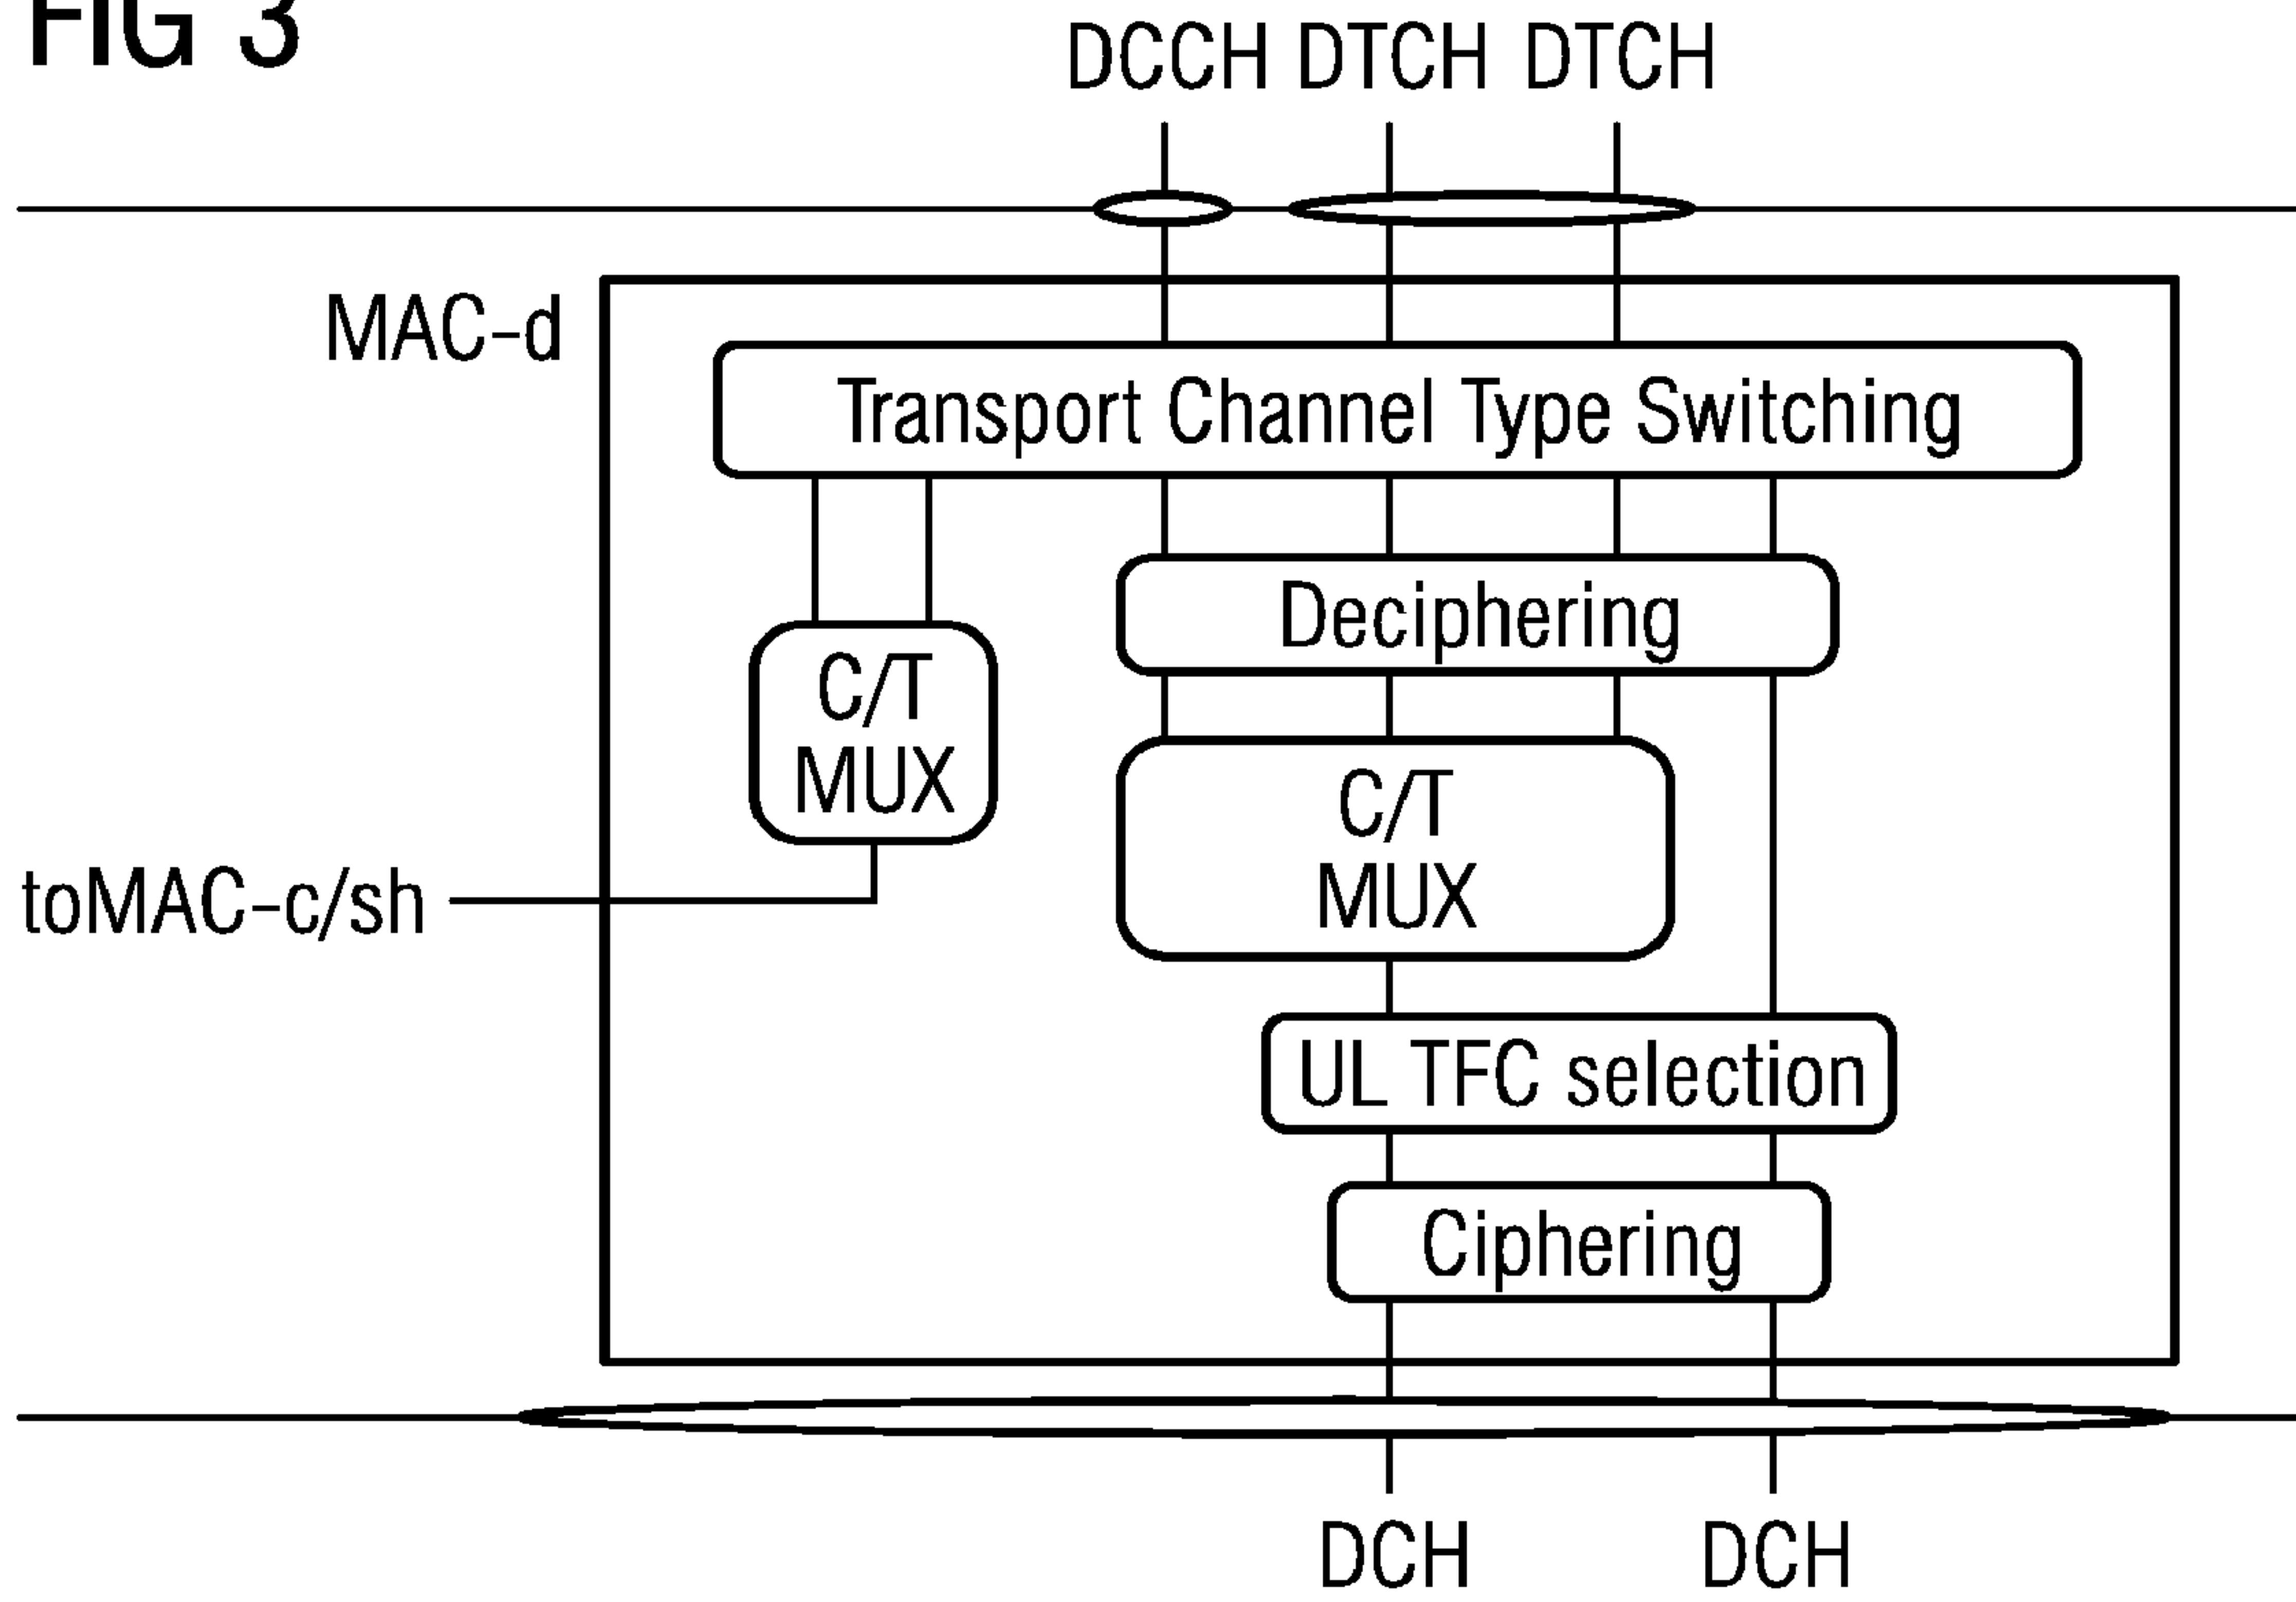 FIG 3
DCCH DTCH DTCH
MAC-d
Transport Channel Type Switching
Deciphering
C/T
MUX
C/T
MUX
toMAC-c/sh
UL TFC selection
Ciphering
DCH DCH